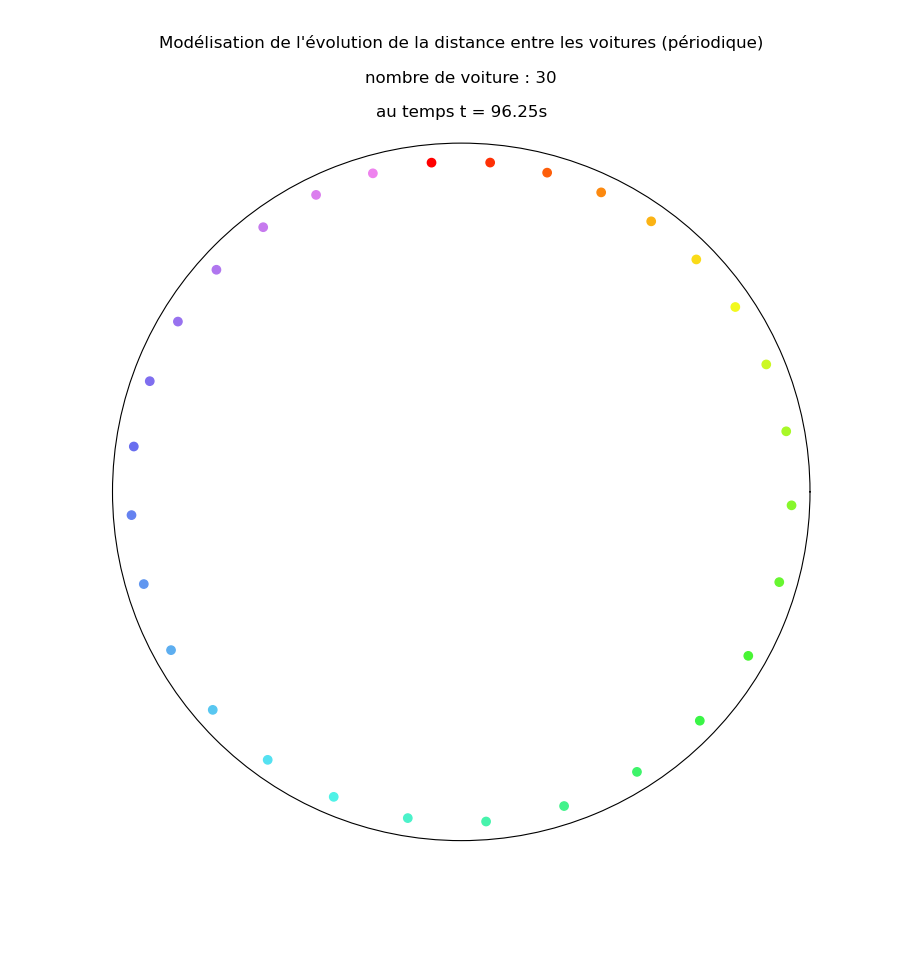 Modélisation de l'évolution de la distance entre les voitures (périodique)
nombre de voiture : 30
au temps t = 96.25s